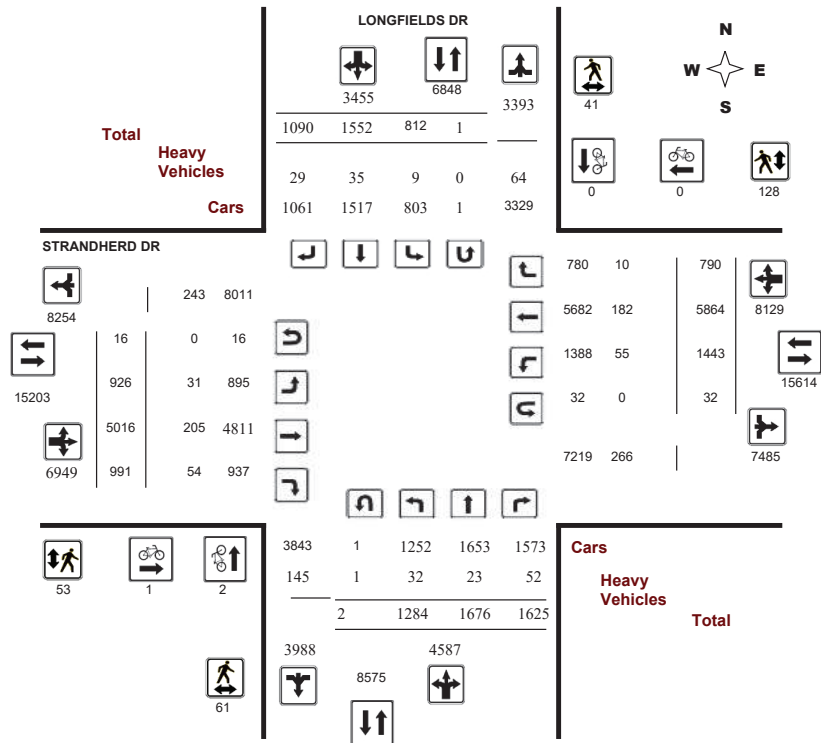 LONGFIELDS DR
N
W E
S
3455
6848
3393
41
1090 1552 812 1
Total
Heavy
Vehicles
29 35 9 0 64
Cars
1061 1517 803 1 3329
0 0 128
STRANDHERD DR
8254
243 8011
15203
16 0 16
926 31 895
5016 205 4811
6949
991 54 937
780 10 790
8129
5682 182 5864
1388 55 1443
15614
32 0 32
7219 266
7485
3843 1 1252 1653 1573
Cars
145 1 32 23 52
Heavy
Vehicles
2 1284 1676 1625
Total
53 1 2
3988
8575
4587
61